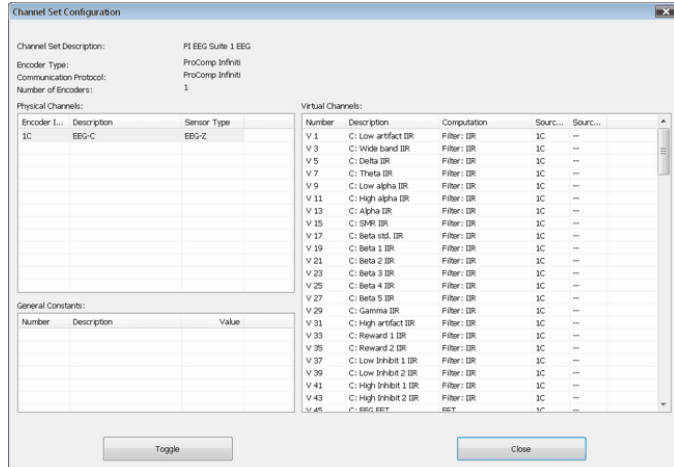 Channel Set Configuration
Channel Set Description: PI EEG Suite 1 EEG
Encoder Type: ProComp Infiniti
Communication Protocol: ProComp Infiniti
Number of Encoders: 1
Physical Channels:
Encoder I... Description Sensor Type
1C EEG-C EEG-Z
General Constants:
Number Description Value
Virtual Channels:
Number Description Computation Sourc... Sourc...
V 1 C: Low artifact IIR Filter: IIR 1C --
V 3 C: Wide band IIR Filter: IIR 1C --
V 5 C: Delta IIR Filter: IIR 1C --
V 7 C: Theta IIR Filter: IIR 1C --
V 9 C: Low alpha IIR Filter: IIR 1C --
V 11 C: High alpha IIR Filter: IIR 1C --
V 13 C: Alpha IIR Filter: IIR 1C --
V 15 C: SMR IIR Filter: IIR 1C --
V 17 C: Beta std. IIR Filter: IIR 1C --
V 19 C: Beta 1 IIR Filter: IIR 1C --
V 21 C: Beta 2 IIR Filter: IIR 1C --
V 23 C: Beta 3 IIR Filter: IIR 1C --
V 25 C: Beta 4 IIR Filter: IIR 1C --
V 27 C: Beta 5 IIR Filter: IIR 1C --
V 29 C: Gamma IIR Filter: IIR 1C --
V 31 C: High artifact IIR Filter: IIR 1C --
V 33 C: Reward 1 IIR Filter: IIR 1C --
V 35 C: Reward 2 IIR Filter: IIR 1C --
V 37 C: Low Inhibit 1 IIR Filter: IIR 1C --
V 39 C: Low Inhibit 2 IIR Filter: IIR 1C --
V 41 C: High Inhibit 1 IIR Filter: IIR 1C --
V 43 C: High Inhibit 2 IIR Filter: IIR 1C --
V 45 C: EEG FFT FFT 1C --
Toggle
Close